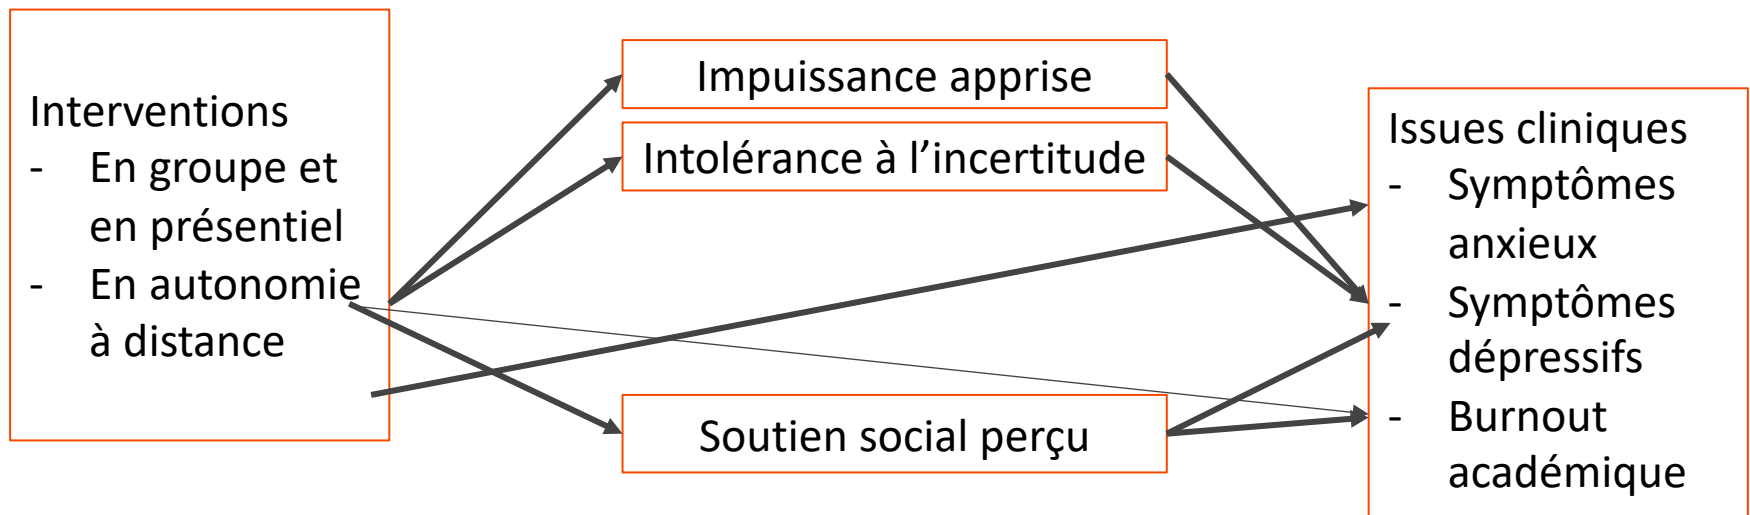 Interventions
- En groupe et
en présentiel
- En autonomie
à distance
Impuissance apprise
Intolérance à l’incertitude
Soutien social perçu
Issues cliniques
- Symptômes
anxieux
- Symptômes
dépressifs
- Burnout
académique